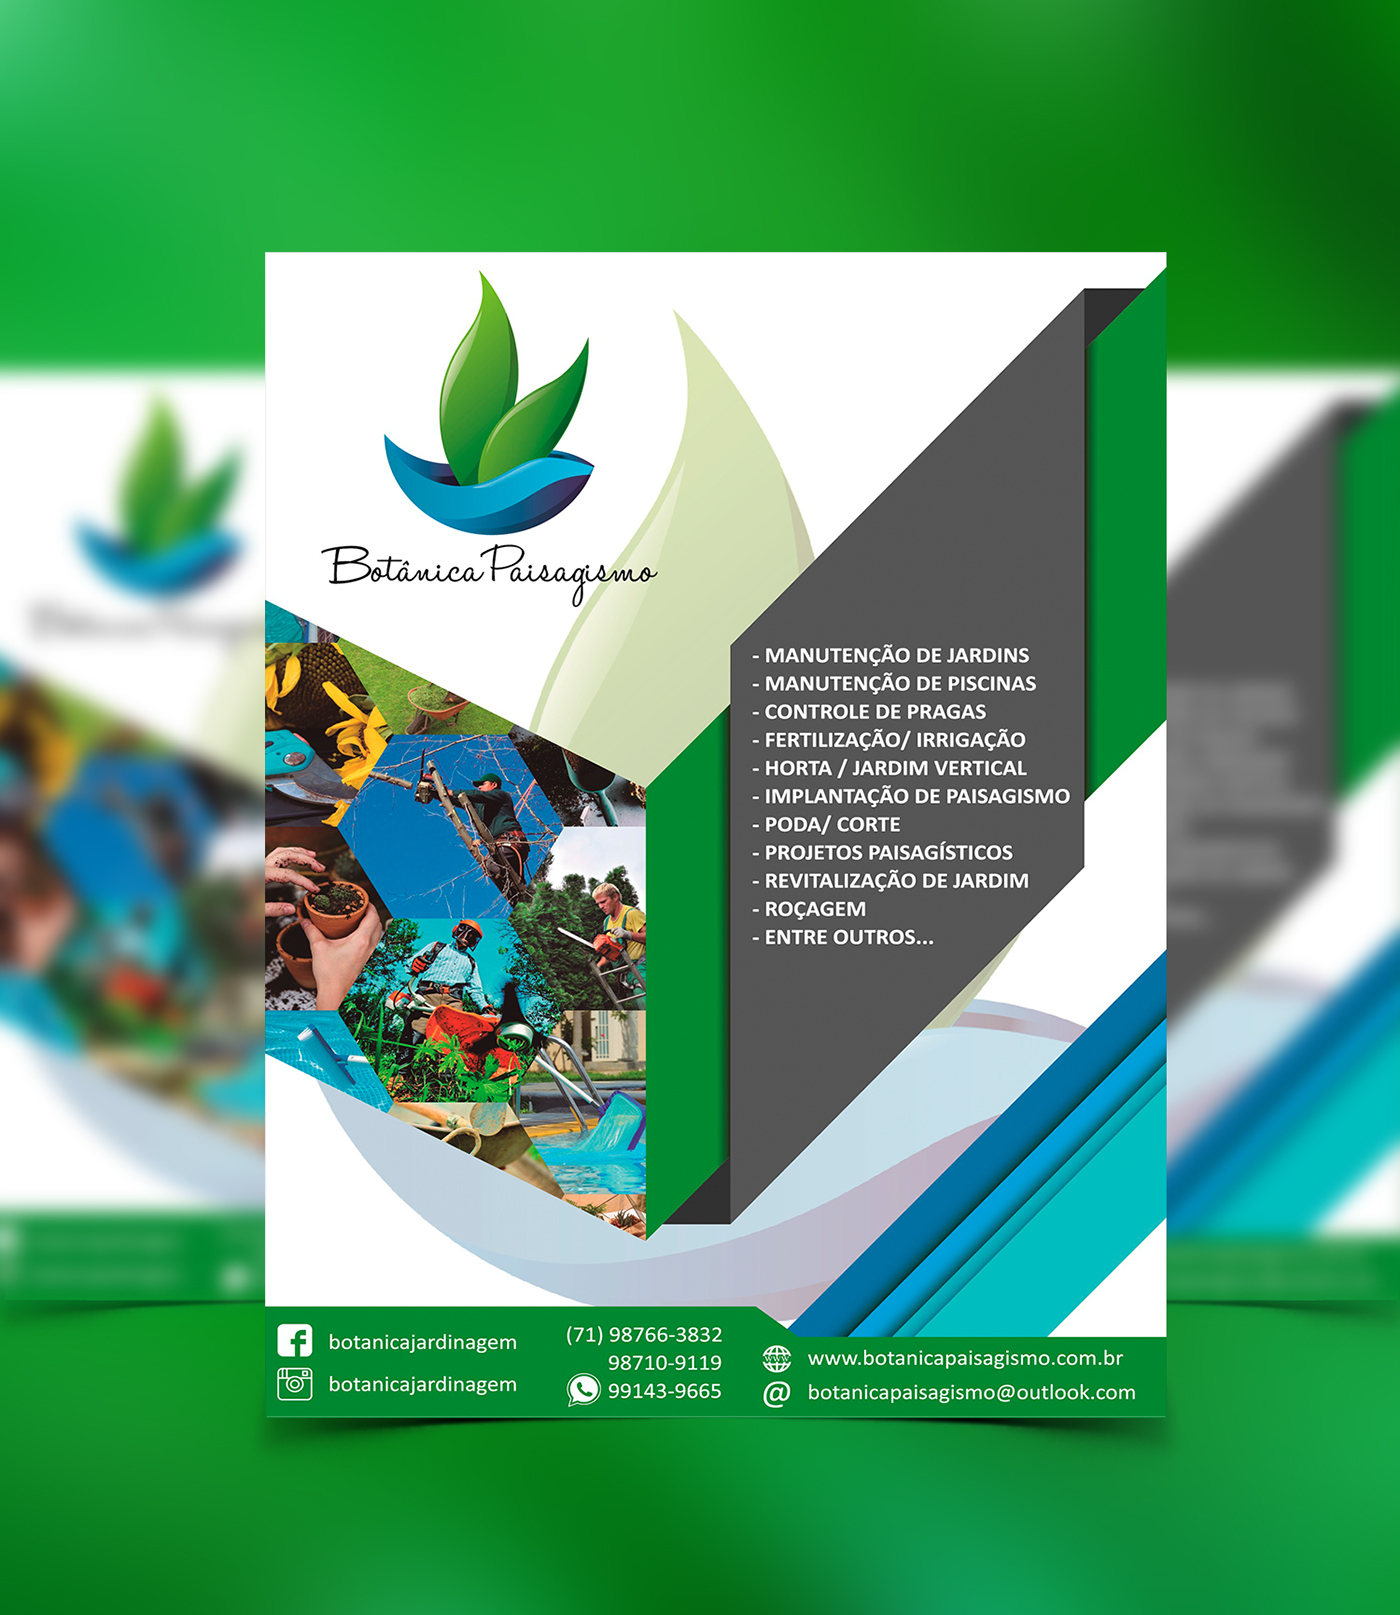 Botânica Paisagismo
- MANUTENÇÃO DE JARDINS
- MANUTENÇÃO DE PISCINAS
- CONTROLE DE PRAGAS
- FERTILIZAÇÃO/ IRRIGAÇÃO
- HORTA / JARDIM VERTICAL
- IMPLANTAÇÃO DE PAISAGISMO
- PODA/ CORTE
- PROJETOS PAISAGÍSTICOS
- REVITALIZAÇÃO DE JARDIM
- ROÇAGEM
- ENTRE OUTROS...
botanicajardinagem
botanicajardinagem
(71) 98766-3832
98710-9119
99143-9665
www.botanicapaisagismo.com.br
botanicapaisagismo@outlook.com